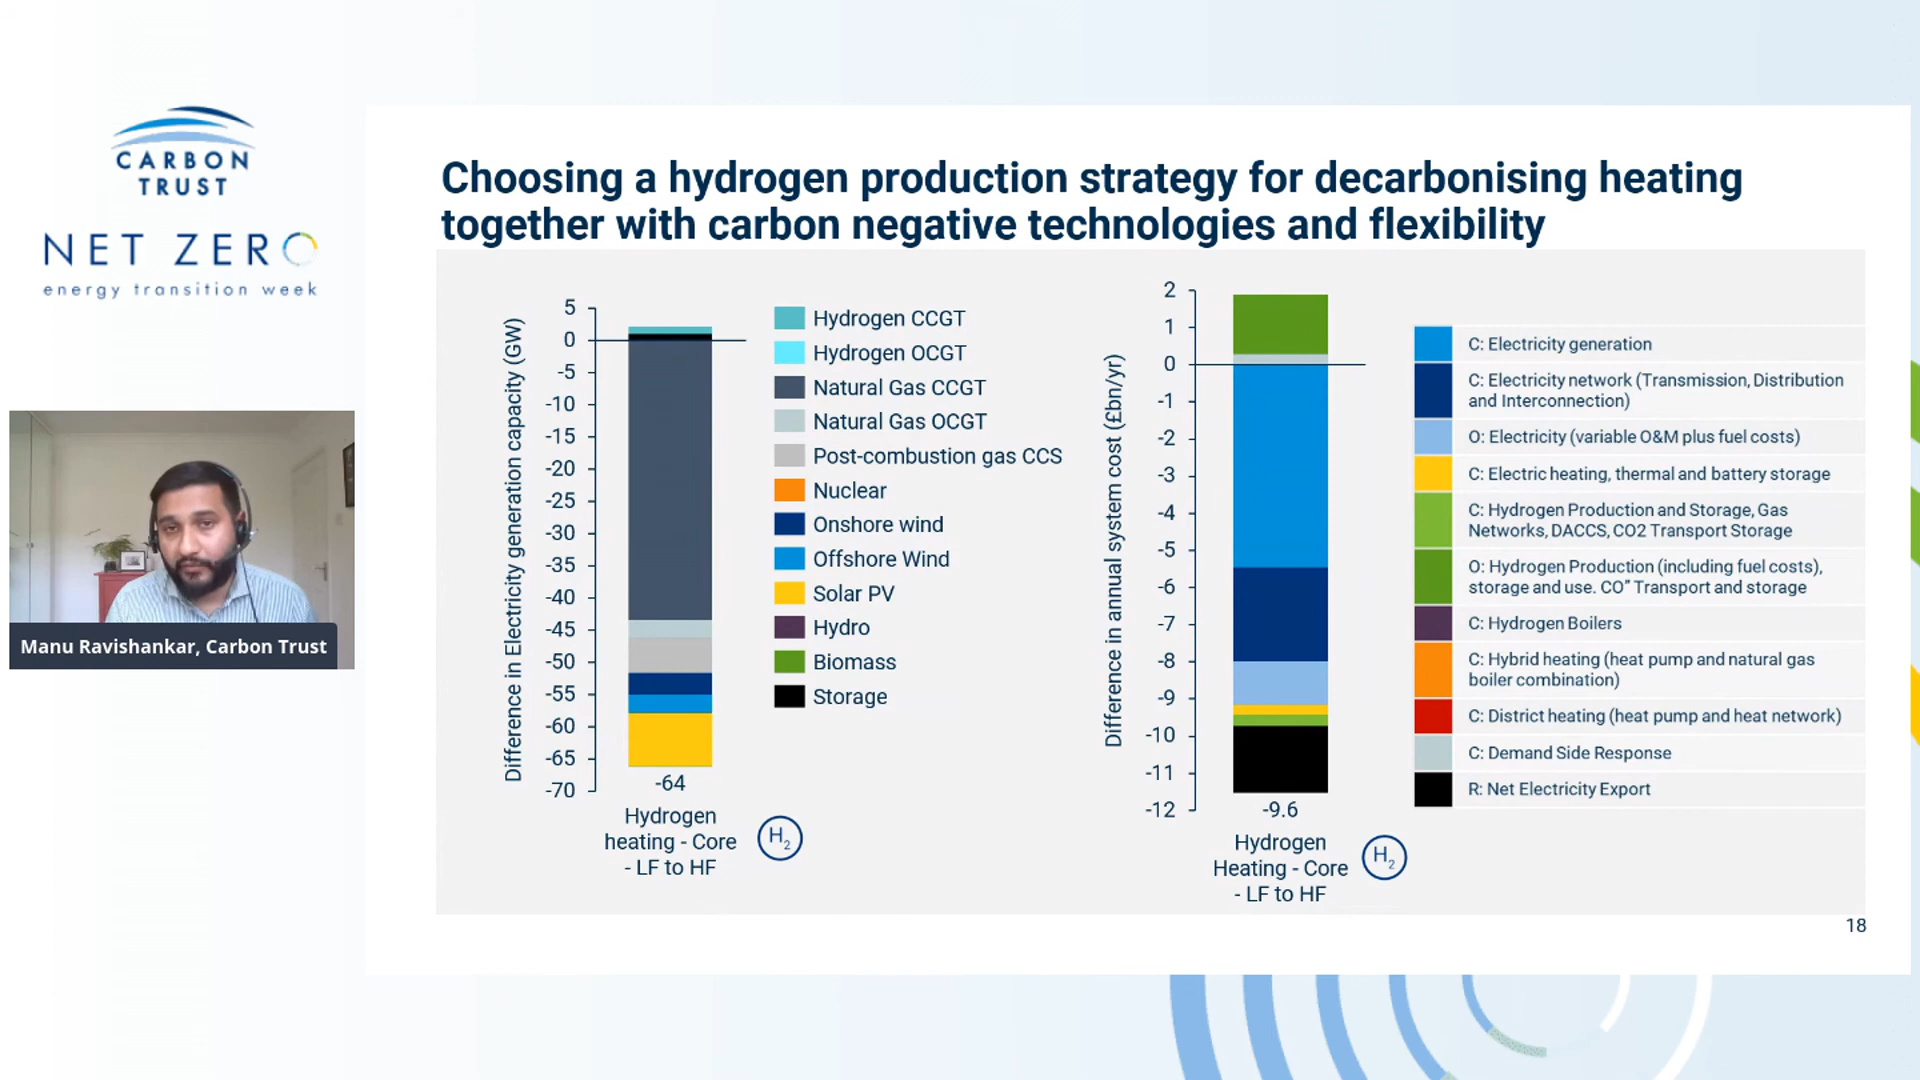 CARBON
TRUST
NET ZERO
energy transition week
Manu Ravishankar, Carbon Trust
Choosing a hydrogen production strategy for decarbonising heating
together with carbon negative technologies and flexibility
Difference in Electricity generation capacity (GW)
5
0
-5
-10
-15
-20
-25
-30
-35
-40
-45
-50
-55
-60
-65
-70
-64
Hydrogen
heating - Core
- LF to HF
H2
Hydrogen CCGT
Hydrogen OCGT
Natural Gas CCGT
Natural Gas OCGT
Post-combustion gas CCS
Nuclear
Onshore wind
Offshore Wind
Solar PV
Hydro
Biomass
Storage
Difference in annual system cost (£bn/yr)
2
1
0
-1
-2
-3
-4
-5
-6
-7
-8
-9
-10
-11
-12
-9.6
Hydrogen
Heating - Core
- LF to HF
H2
C: Electricity generation
C: Electricity network (Transmission, Distribution
and Interconnection)
O: Electricity (variable O&M plus fuel costs)
C: Electric heating, thermal and battery storage
C: Hydrogen Production and Storage, Gas
Networks, DACCS, CO2 Transport Storage
O: Hydrogen Production (including fuel costs),
storage and use. CO” Transport and storage
C: Hydrogen Boilers
C: Hybrid heating (heat pump and natural gas
boiler combination)
C: District heating (heat pump and heat network)
C: Demand Side Response
R: Net Electricity Export
18